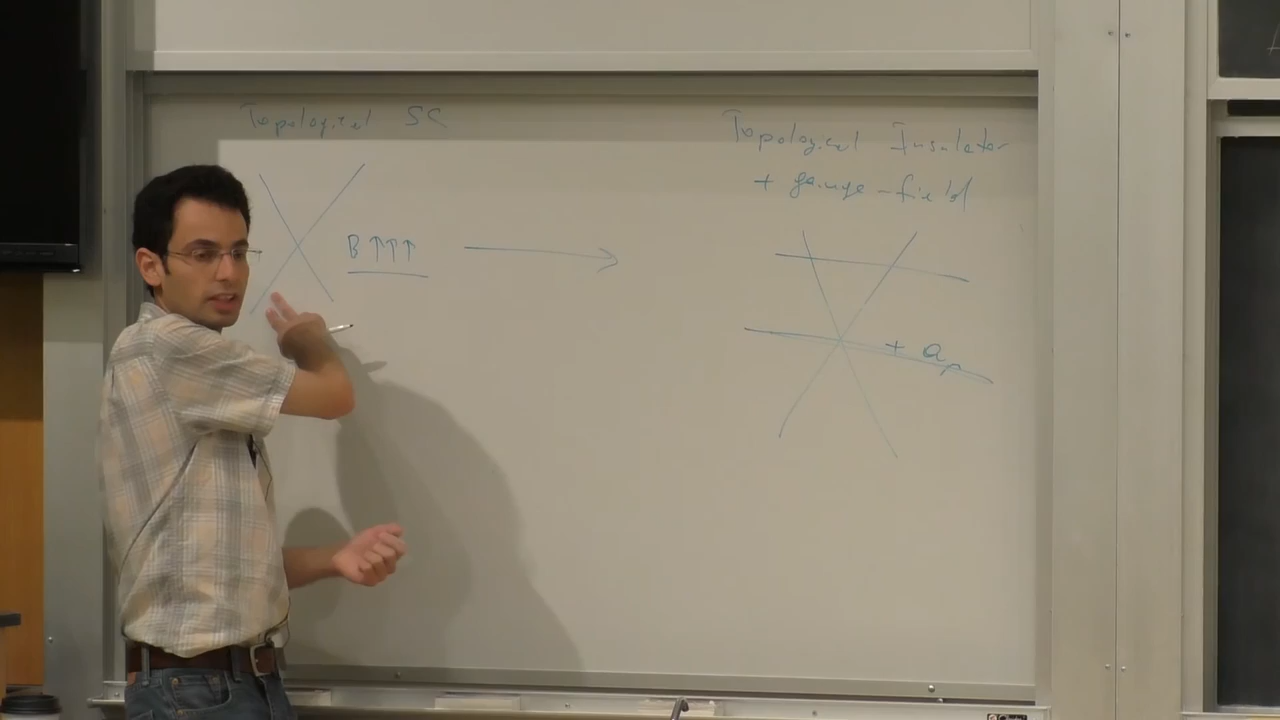 Topological SC
B ↑↑↑
Topological Insulator
+ gauge-field
+ aμ